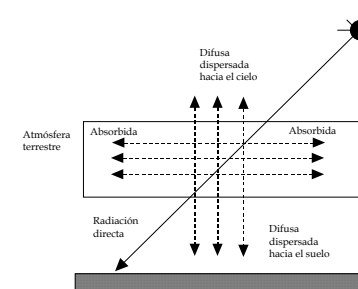 Difusa
dispersada
hacia el cielo
Atmósfera
terrestre
Absorbida
Absorbida
Radiación
directa
Difusa
dispersada
hacia el suelo